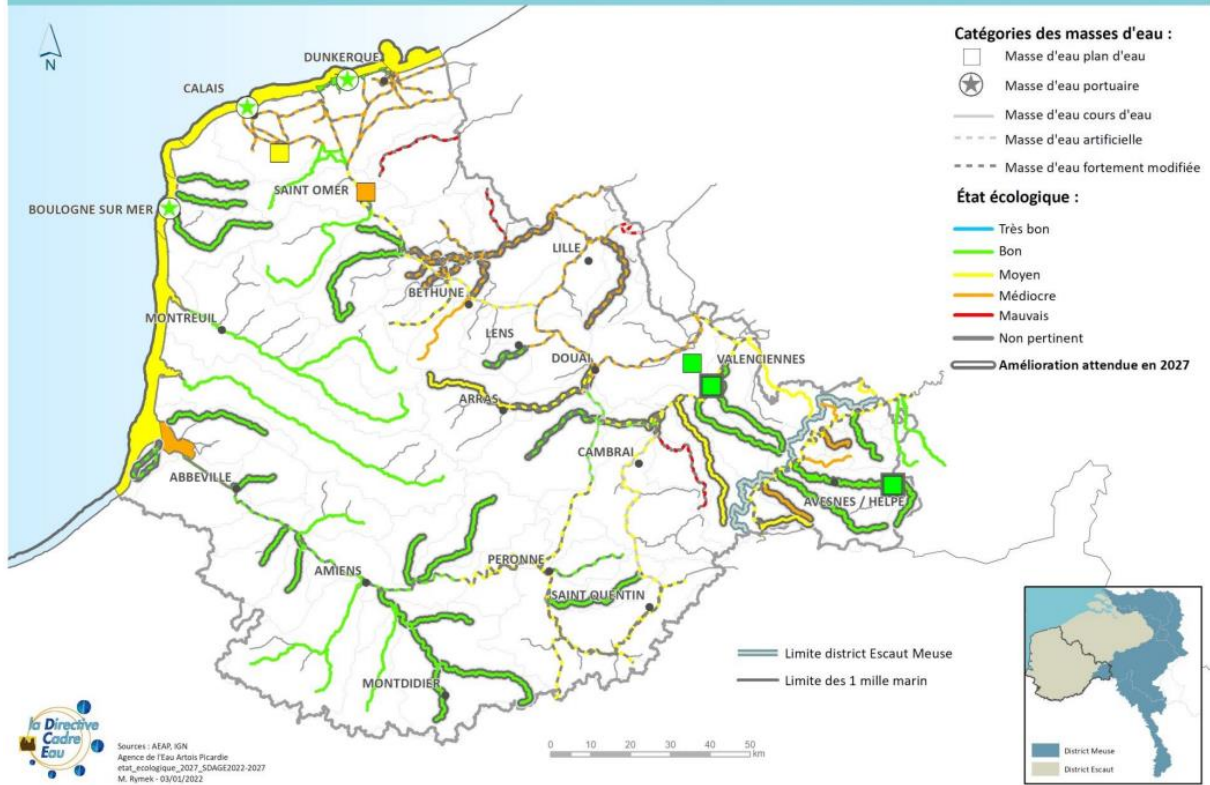 N
DUNKERQUE
CALAIS
SAINT OMER
BOULOGNE SUR MER
LILLE
BETHUNE
MONTREUIL
LENS
DOUAI
VALENCIENNES
ARRAS
CAMBRAI
ABBEVILLE
AVESNES / HELPE
AMIENS
PERONNE
SAINT QUENTIN
MONTDIDIER
Catégories des masses d'eau :
Masse d'eau plan d'eau
Masse d'eau portuaire
Masse d'eau cours d'eau
Masse d'eau artificielle
Masse d'eau fortement modifiée
État écologique :
Très bon
Bon
Moyen
Médiocre
Mauvais
Non pertinent
Amélioration attendue en 2027
Limite district Escaut Meuse
Limite des 1 mille marin
District Meuse
District Escaut
la Directive
Cadre
Eau
Sources : AEAP, IGN
Agence de l'Eau Artois Picardie
etat_ecologique_2027_SDAGE2022-2027
M. Rymek - 03/01/2022
0 10 20 30 40 50
km